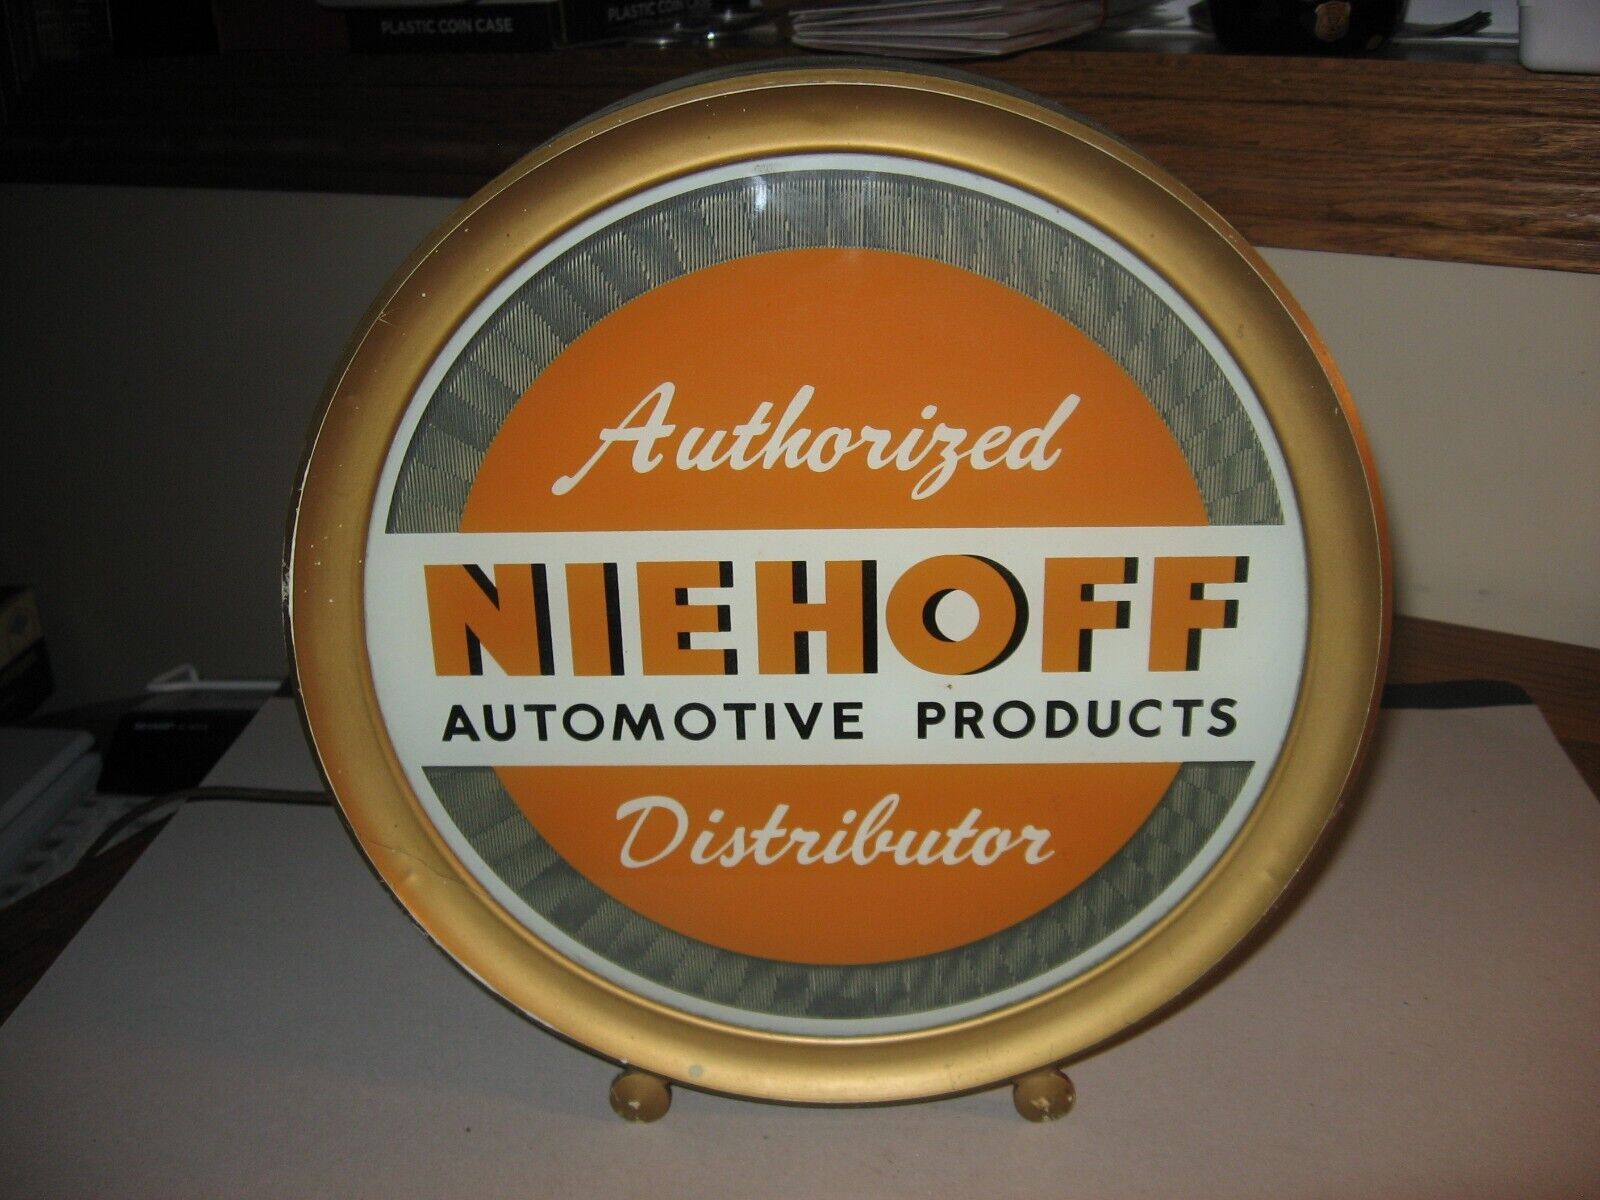 PLASTIC COIN CASE
PLASTIC COIN CASE
Authorized
NIEHOFF
AUTOMOTIVE PRODUCTS
Distributor